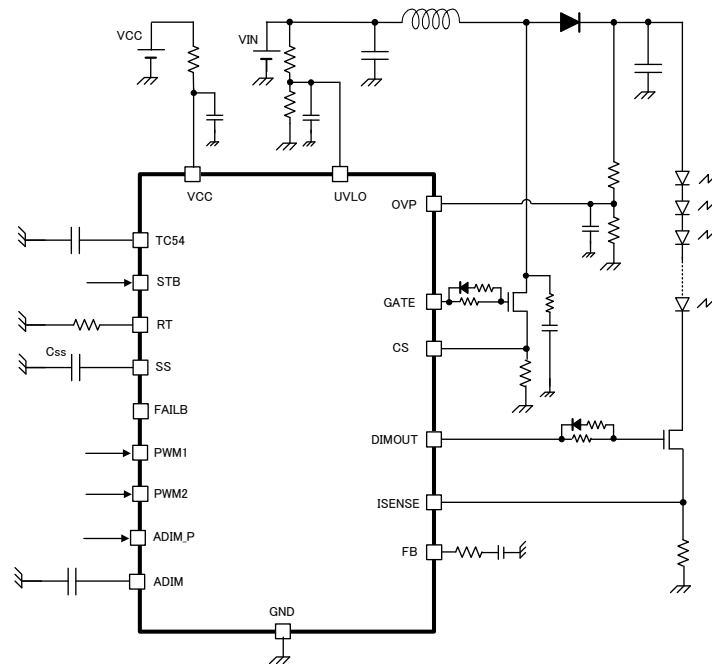 VCC
VIN
VCC
UVLO
OVP
TC54
STB
GATE
RT
CS
Css
SS
FAILB
DIMOUT
PWM1
PWM2
ISENSE
ADIM_P
FB
ADIM
GND